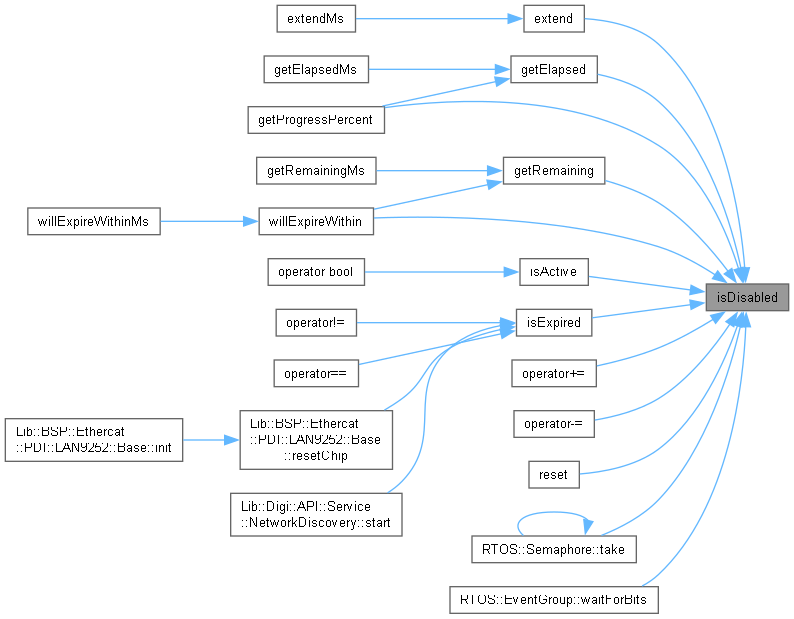 extendMs
extend
getElapsedMs
getElapsed
getProgressPercent
getRemainingMs
getRemaining
willExpireWithinMs
willExpireWithin
operator bool
isActive
isDisabled
operator!=
isExpired
operator==
operator+=
Lib::BSP::Ethercat
::PDI::LAN9252::Base::init
Lib::BSP::Ethercat
::PDI::LAN9252::Base
::resetChip
operator-=
reset
Lib::Digi::API::Service
::NetworkDiscovery::start
RTOS::Semaphore::take
RTOS::EventGroup::waitForBits